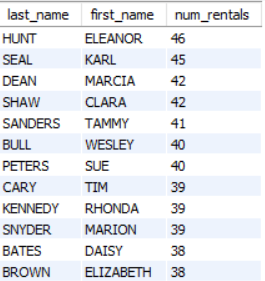 last_name first_name num_rentals
HUNT ELEANOR 46
SEAL KARL 45
DEAN MARCIA 42
SHAW CLARA 42
SANDERS TAMMY 41
BULL WESLEY 40
PETERS SUE 40
CARY TIM 39
KENNEDY RHONDA 39
SNYDER MARION 39
BATES DAISY 38
BROWN ELIZABETH 38